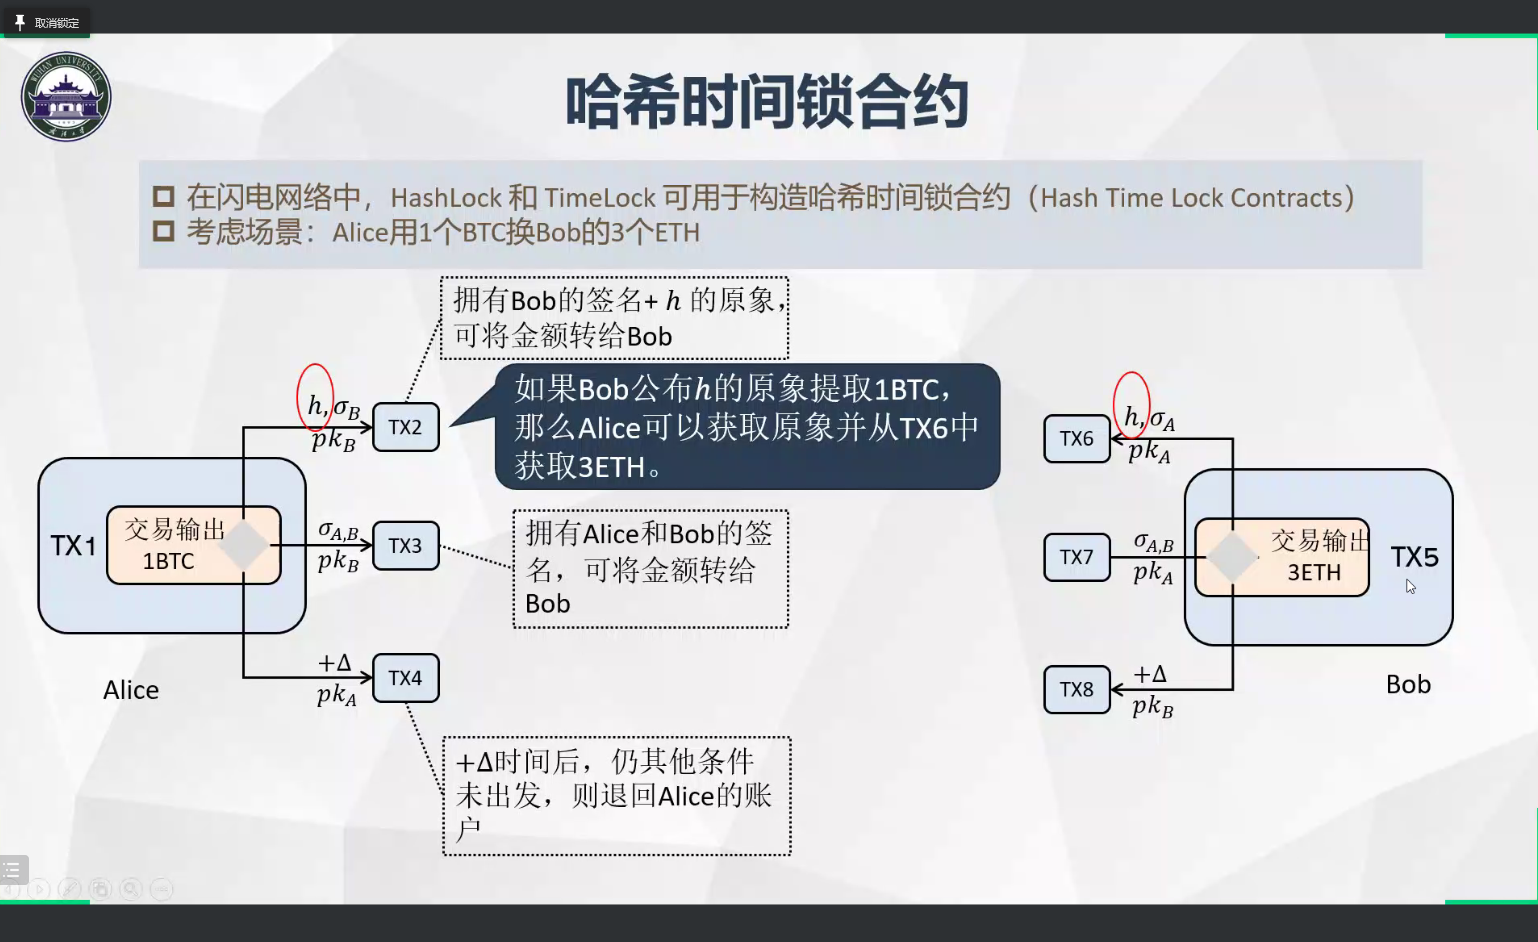 取消锁定
WUHAN UNIVERSITY
哈希时间锁合约
在闪电网络中，HashLock 和 TimeLock 可用于构造哈希时间锁合约（Hash Time Lock Contracts）
考虑场景：Alice用1个BTC换Bob的3个ETH
拥有Bob的签名+ h 的原象，
可将金额转给Bob
如果Bob公布h的原象提取1BTC，
那么Alice可以获取原象并从TX6中
获取3ETH。
h, σ_B
pk_B
TX2
TX1
交易输出
1BTC
σ_{A,B}
pk_B
TX3
拥有Alice和Bob的签
名，可将金额转给
Bob
+Δ
pk_A
TX4
Alice
+Δ时间后，仍其他条件
未出发，则退回Alice的账
户
TX6
h, σ_A
pk_A
TX7
σ_{A,B}
pk_A
交易输出
3ETH
TX5
TX8
+Δ
pk_B
Bob